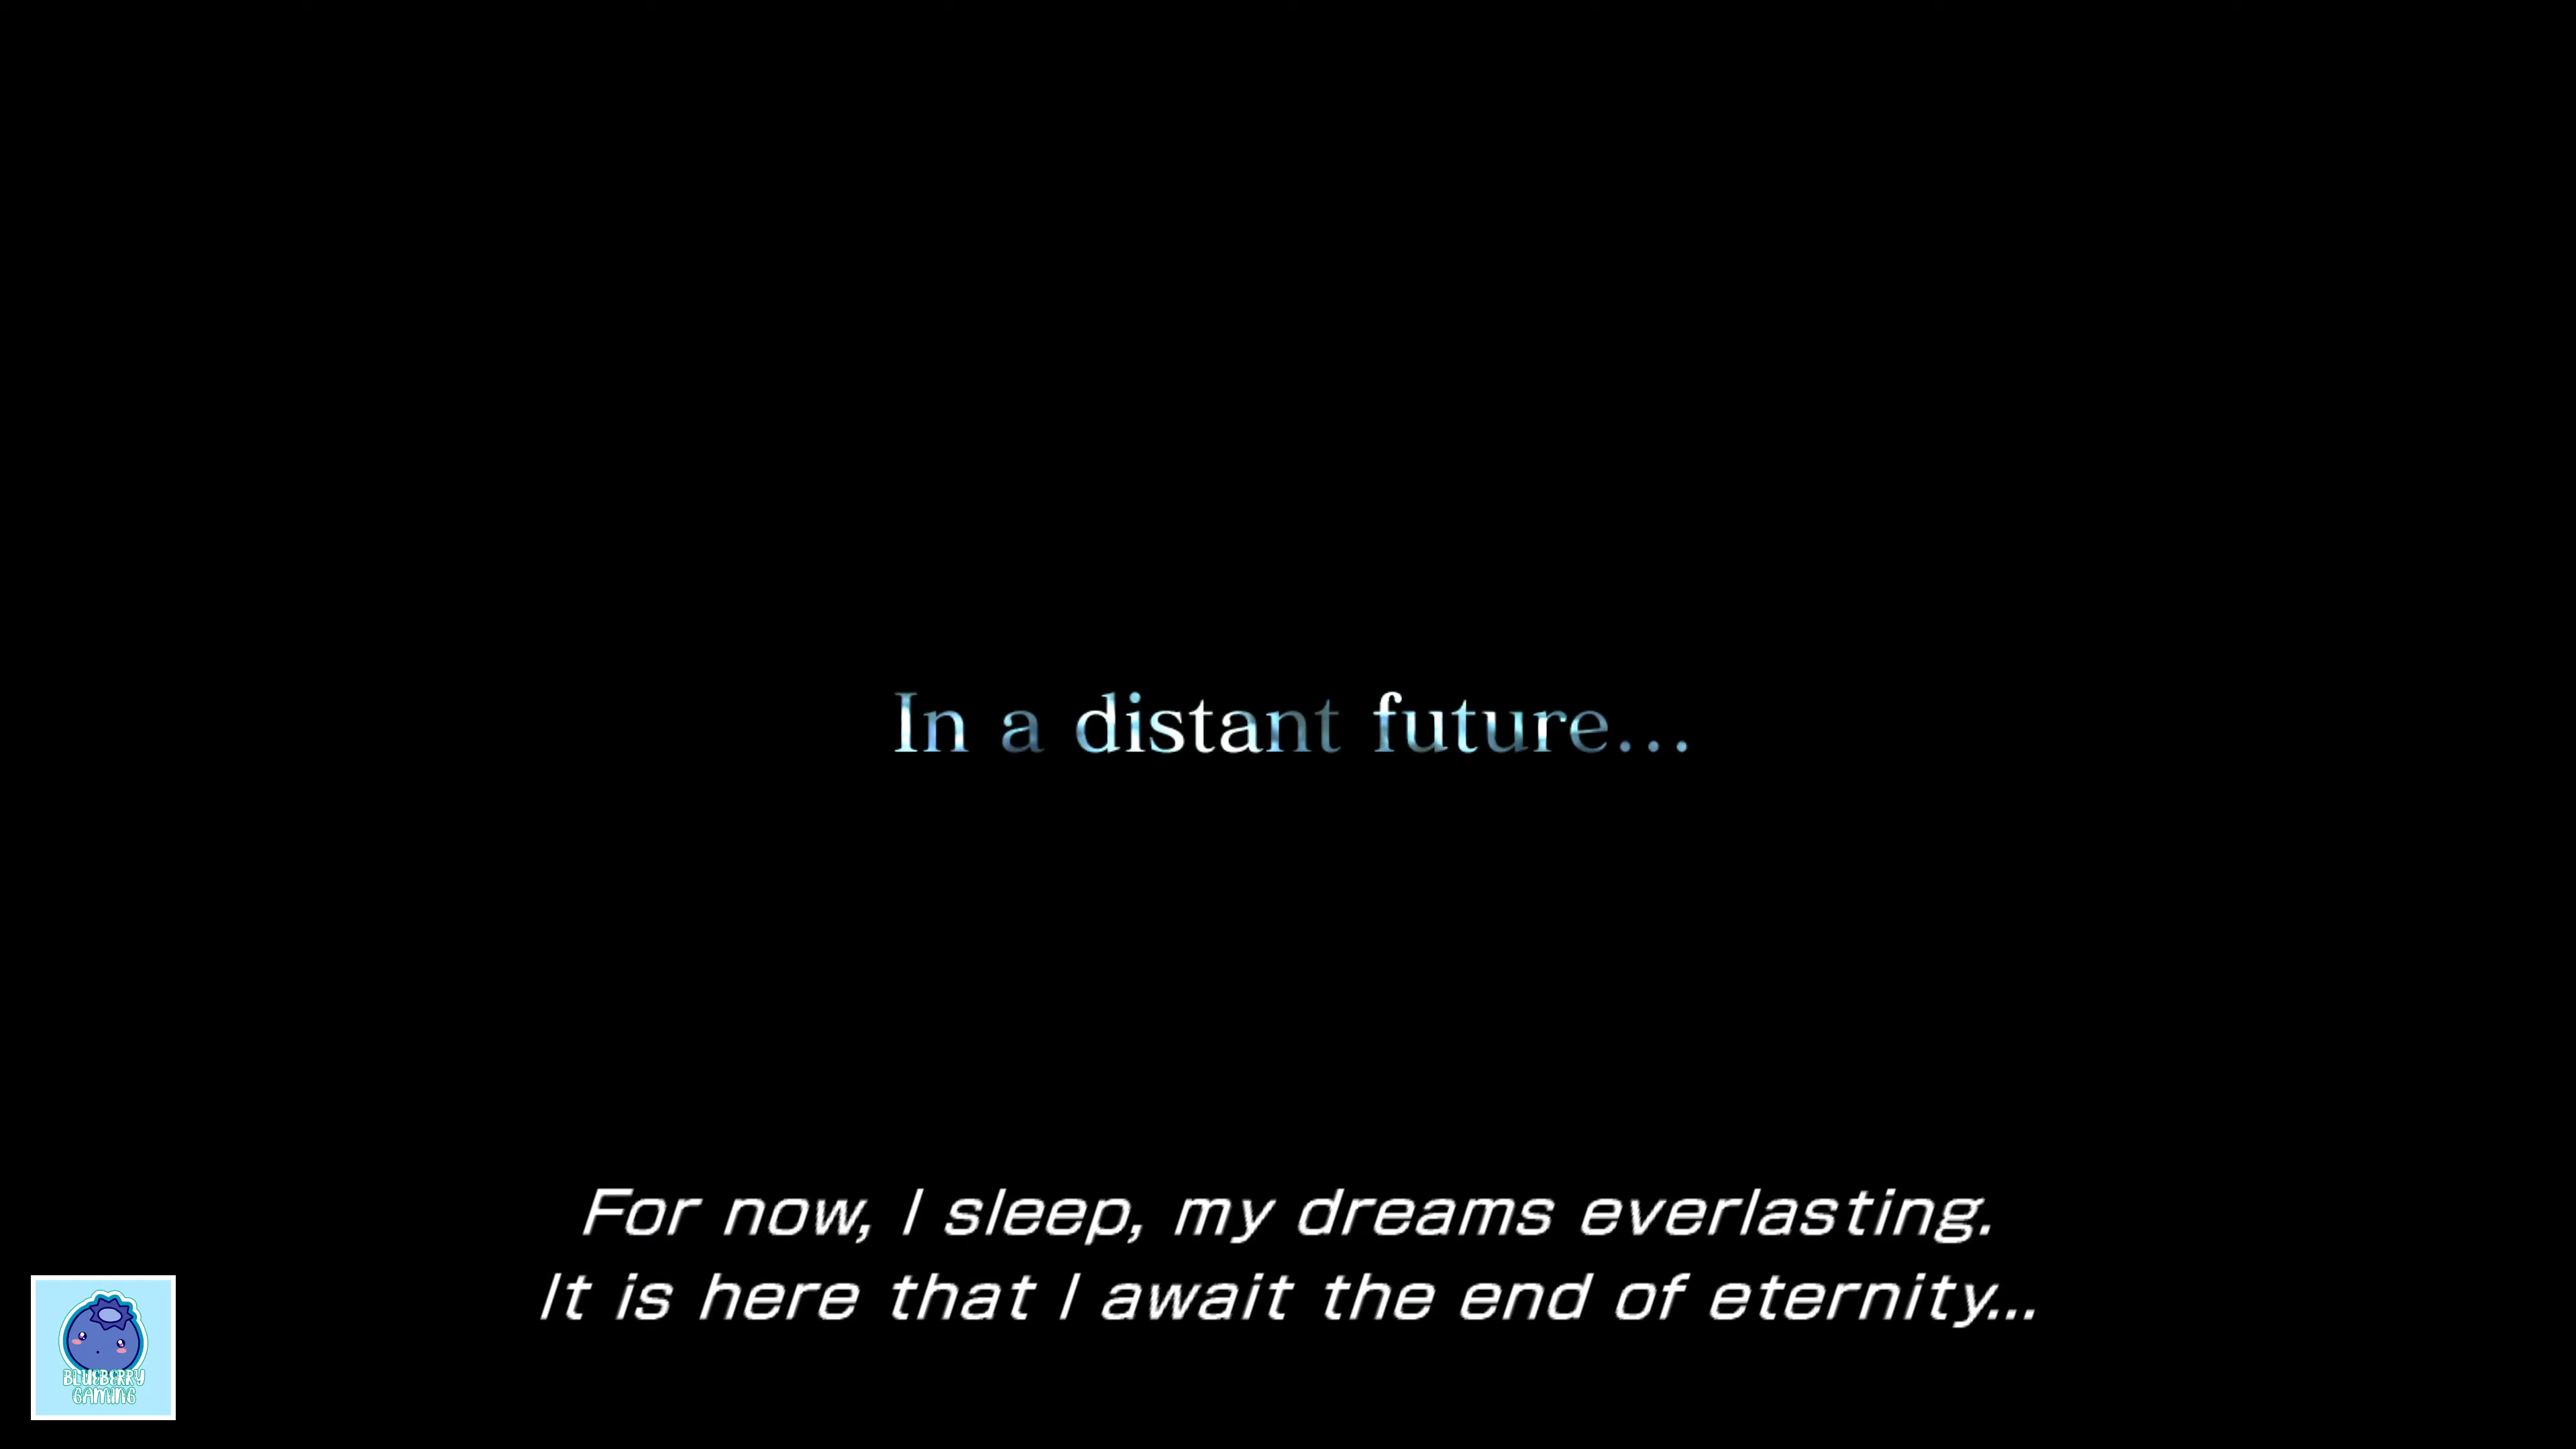 In a distant future...
For now, I sleep, my dreams everlasting.
It is here that I await the end of eternity...
BLUEBERRY
GAMING